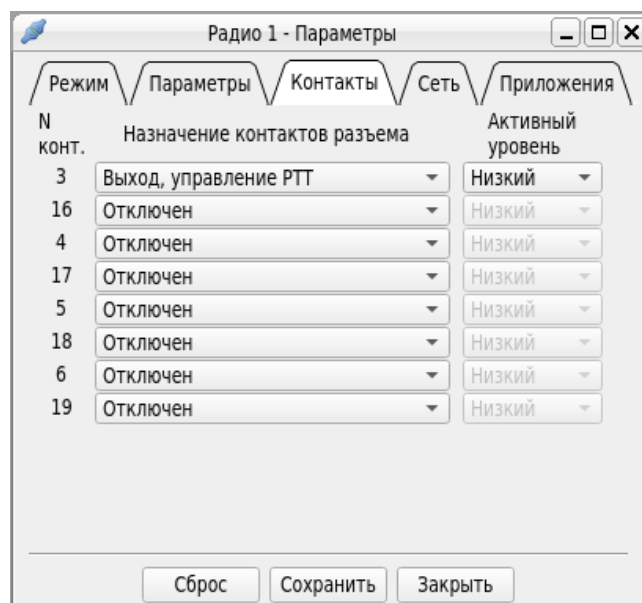 Радио 1 - Параметры
Режим Параметры Контакты Сеть Приложения
N конт. Назначение контактов разъема Активный уровень
3 Выход, управление PTT Низкий
16 Отключен Низкий
4 Отключен Низкий
17 Отключен Низкий
5 Отключен Низкий
18 Отключен Низкий
6 Отключен Низкий
19 Отключен Низкий
Сброс Сохранить Закрыть